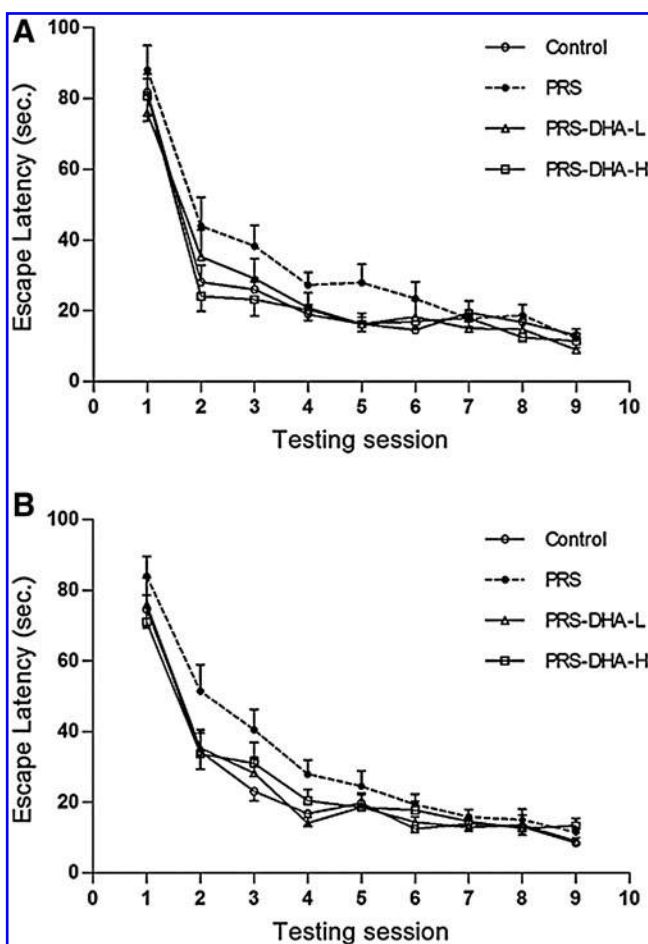 A
Escape Latency (sec.)
100
80
60
40
20
0
0 1 2 3 4 5 6 7 8 9 10
Testing session
Control
PRS
PRS-DHA-L
PRS-DHA-H
B
Escape Latency (sec.)
100
80
60
40
20
0
0 1 2 3 4 5 6 7 8 9 10
Testing session
Control
PRS
PRS-DHA-L
PRS-DHA-H